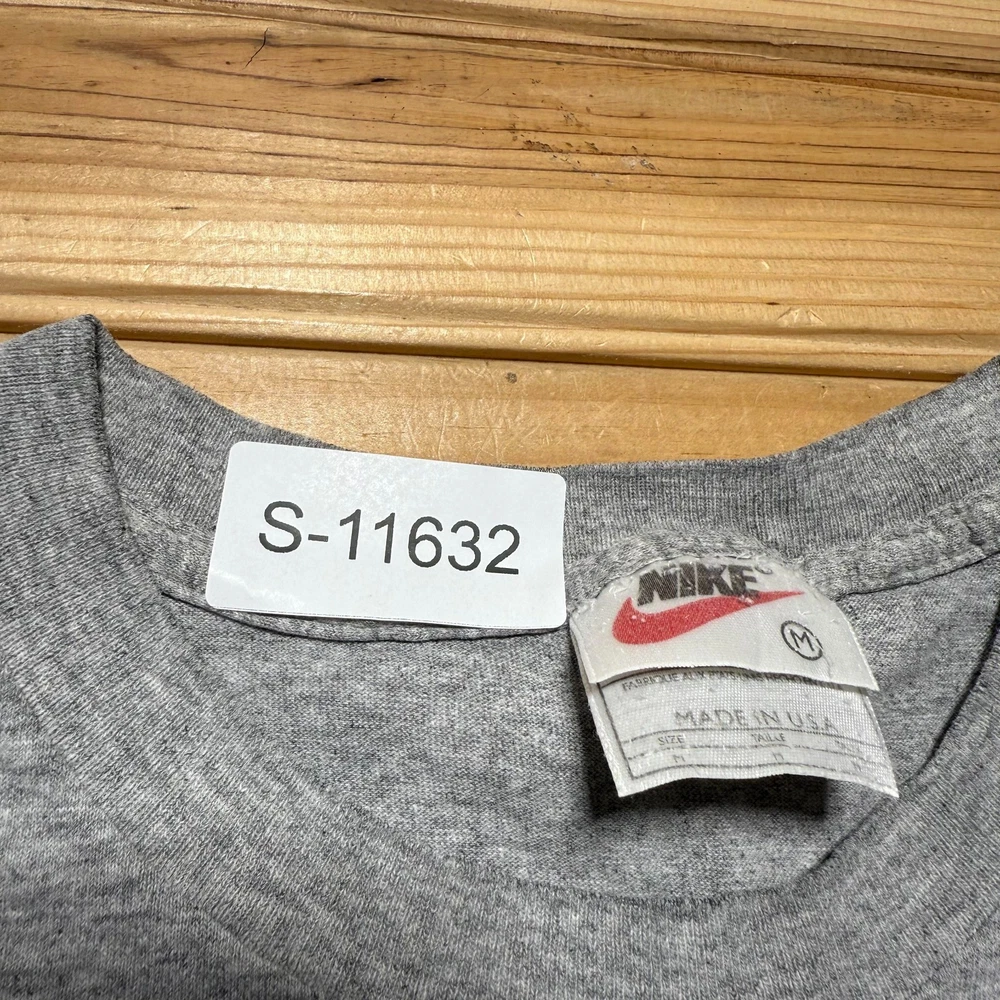 S-11632
NIKE
M
MADE IN U.S.A
SIZE TAILLE
M M